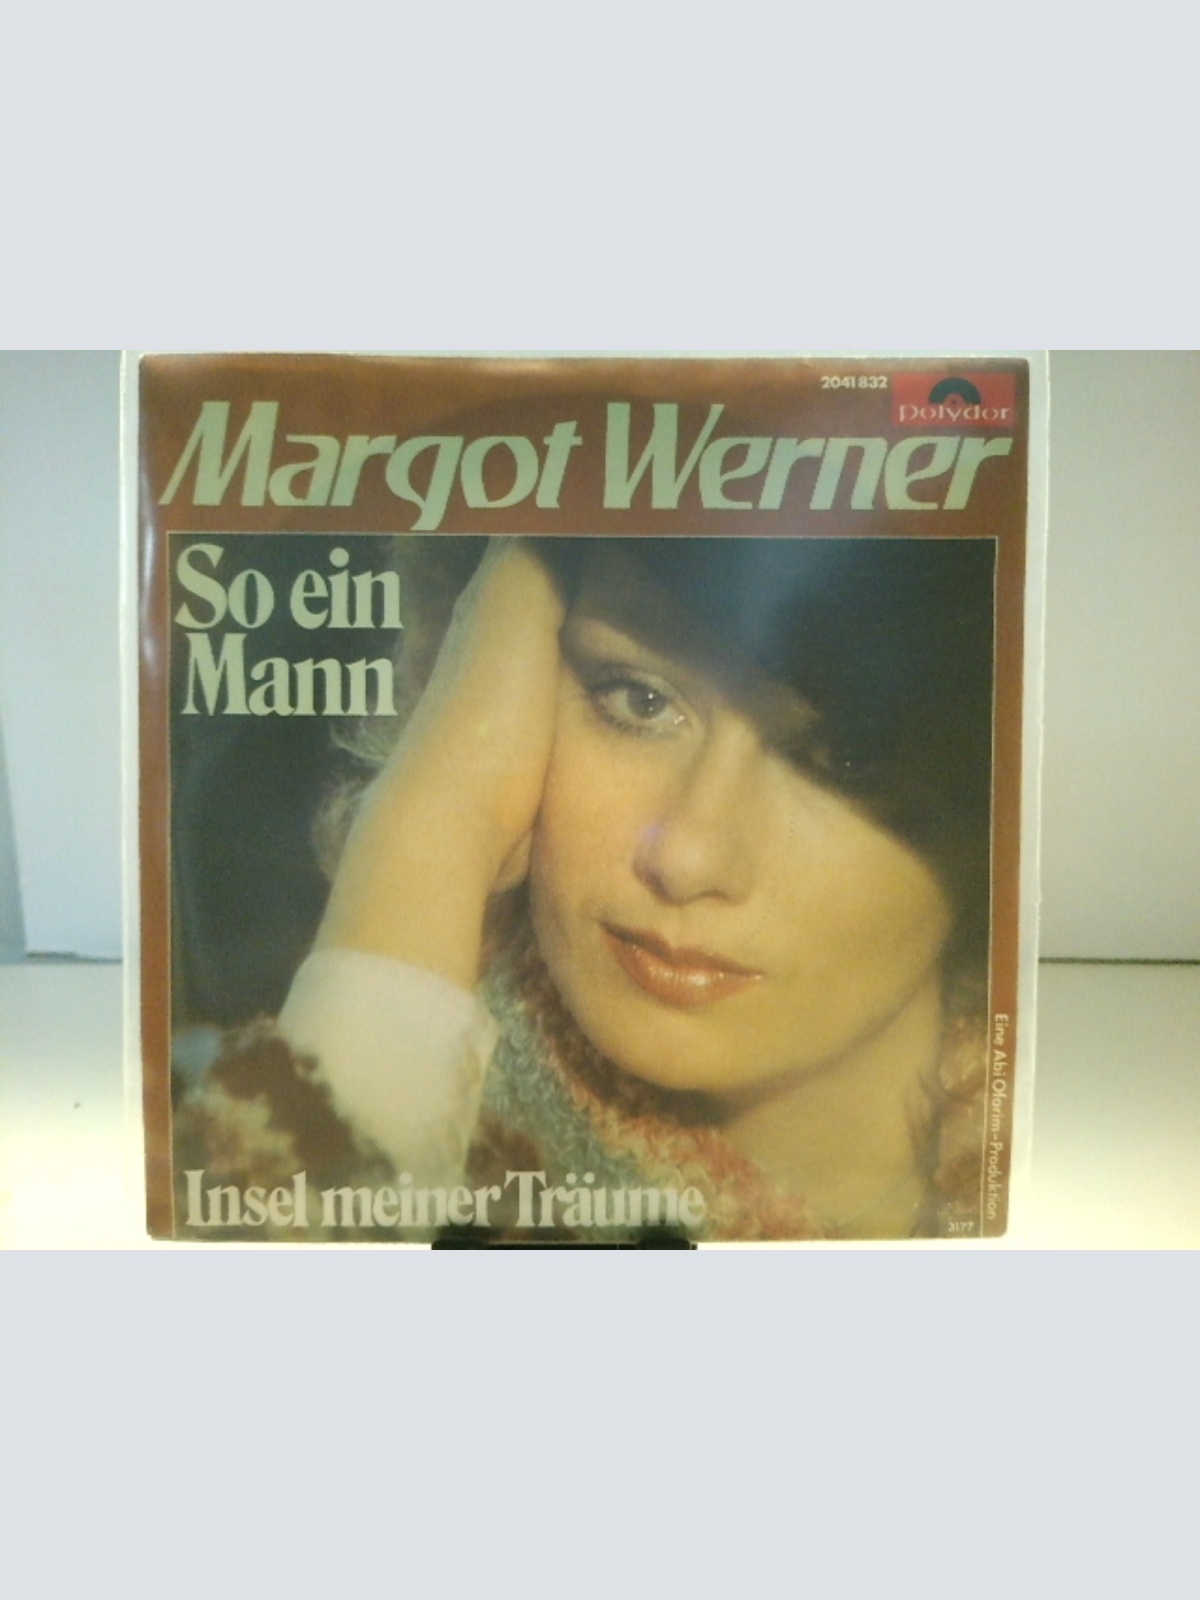 2041 832
polydor
Margot Werner
So ein
Mann
Eine Abi Ofarim-Produktion
Insel meiner Träume
3177